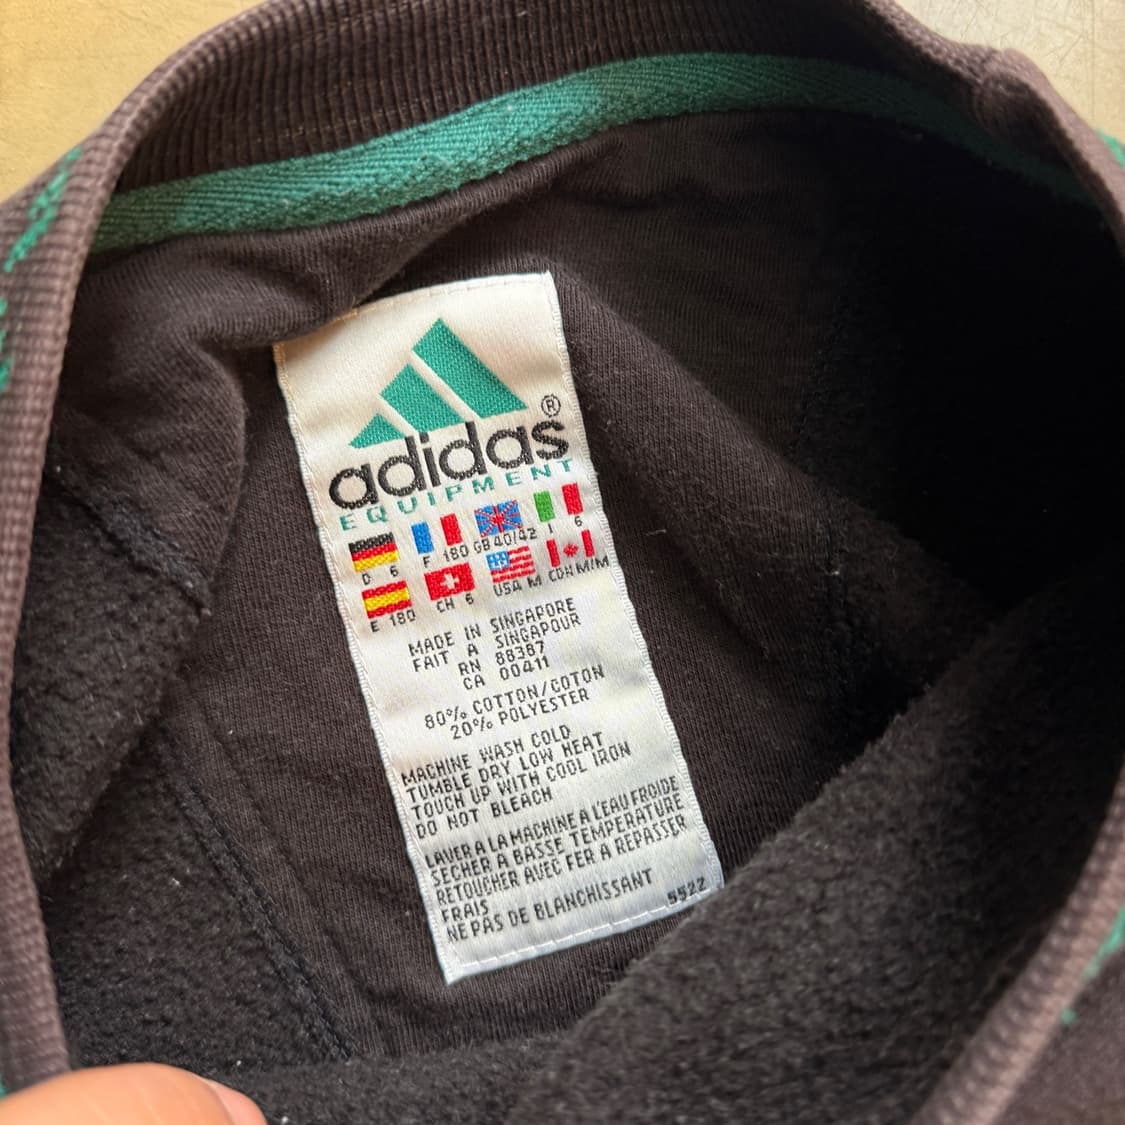 adidas®
EQUIPMENT
D 6 F 180 GB 40/42 I 6
E 180 CH 6 USA M CDN M/M
MADE IN SINGAPORE
FAIT A SINGAPOUR
RN 88387
CA 00411
80% COTTON/COTON
20% POLYESTER
MACHINE WASH COLD
TUMBLE DRY LOW HEAT
TOUCH UP WITH COOL IRON
DO NOT BLEACH
LAVER A LA MACHINE A L'EAU FROIDE
SECHER A BASSE TEMPERATURE
RETOUCHER AVEC FER A REPASSER
FRAIS
NE PAS DE BLANCHISSANT 5522